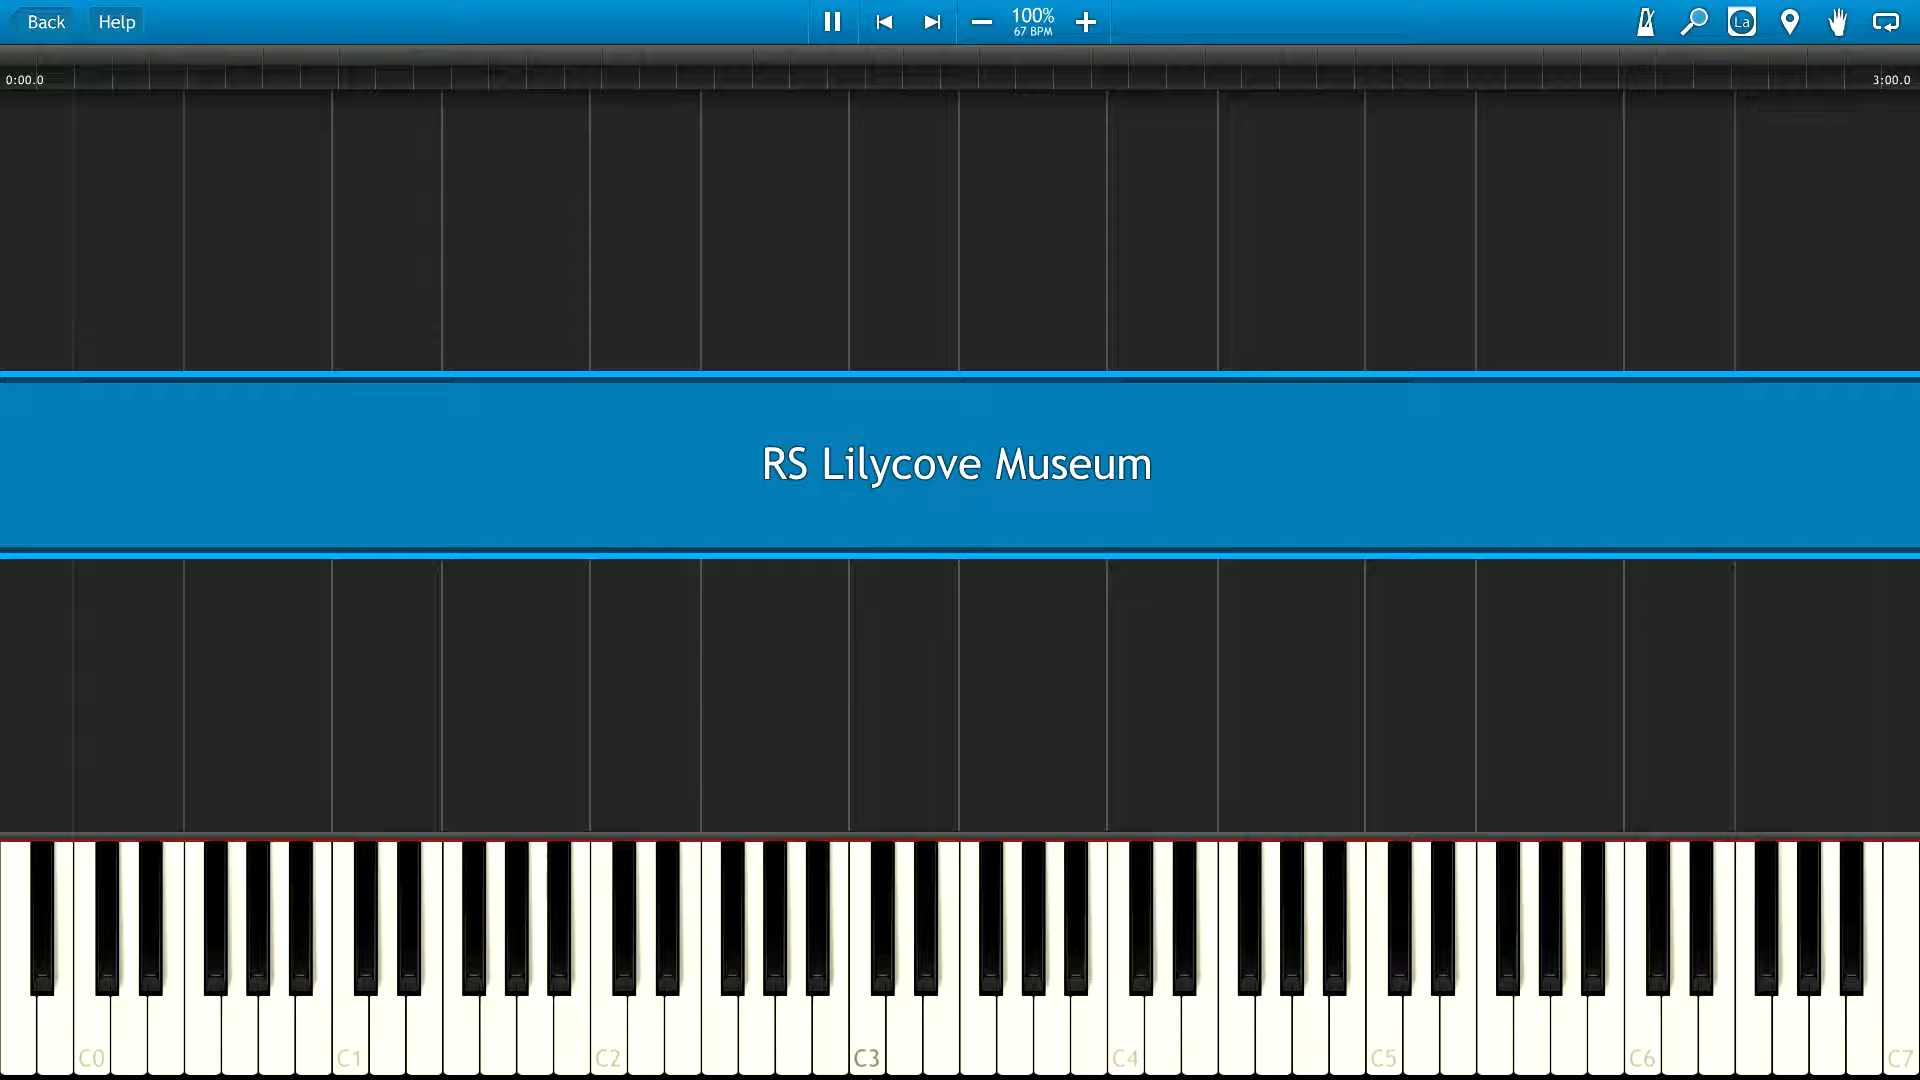 Back Help
100%
67 BPM
La
0:00.0 3:00.0
RS Lilycove Museum
C0 C1 C2 C3 C4 C5 C6 C7